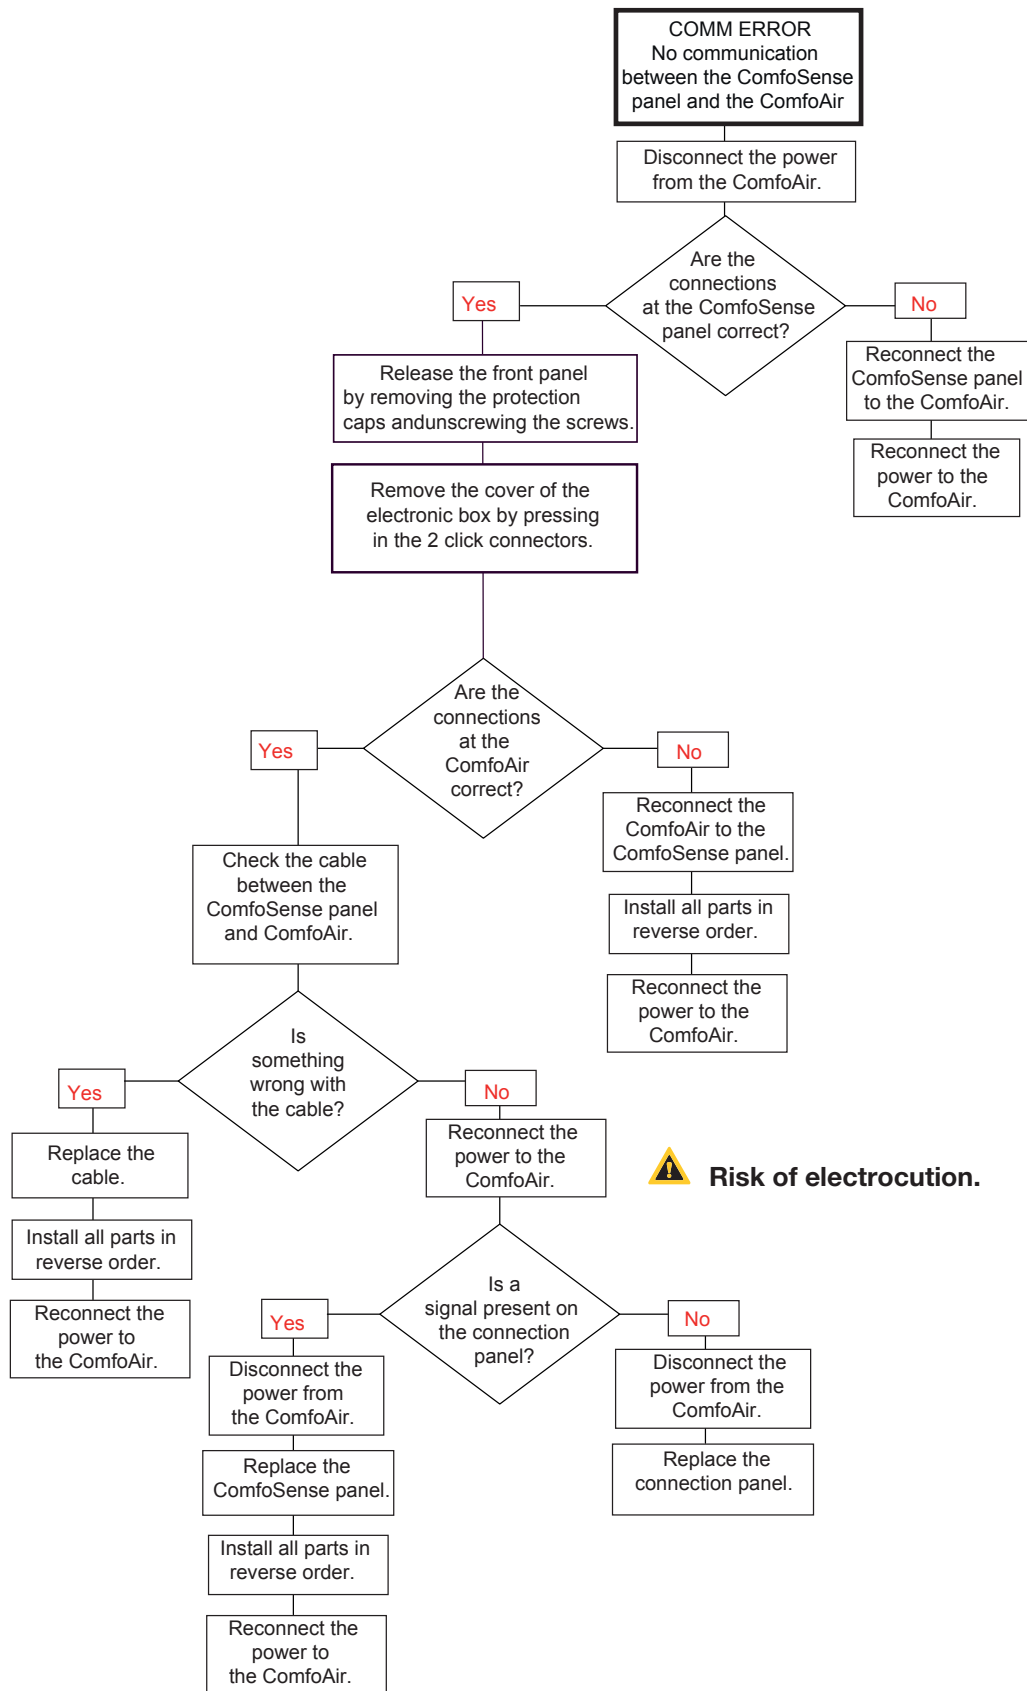 COMM ERROR
No communication
between the ComfoSense
panel and the ComfoAir
Disconnect the power
from the ComfoAir.
Are the
connections
at the ComfoSense
panel correct?
Yes
No
Release the front panel
by removing the protection
caps andunscrewing the screws.
Reconnect the
ComfoSense panel
to the ComfoAir.
Reconnect the
power to the
ComfoAir.
Remove the cover of the
electronic box by pressing
in the 2 click connectors.
Are the
connections
at the
ComfoAir
correct?
Yes
No
Reconnect the
ComfoAir to the
ComfoSense panel.
Install all parts in
reverse order.
Reconnect the
power to the
ComfoAir.
Check the cable
between the
ComfoSense panel
and ComfoAir.
Is
something
wrong with
the cable?
Yes
No
Replace the
cable.
Install all parts in
reverse order.
Reconnect the
power to
the ComfoAir.
Reconnect the
power to the
ComfoAir.
Risk of electrocution.
Is a
signal present on
the connection
panel?
Yes
No
Disconnect the
power from
the ComfoAir.
Replace the
ComfoSense panel.
Install all parts in
reverse order.
Reconnect the
power to
the ComfoAir.
Disconnect the
power from the
ComfoAir.
Replace the
connection panel.